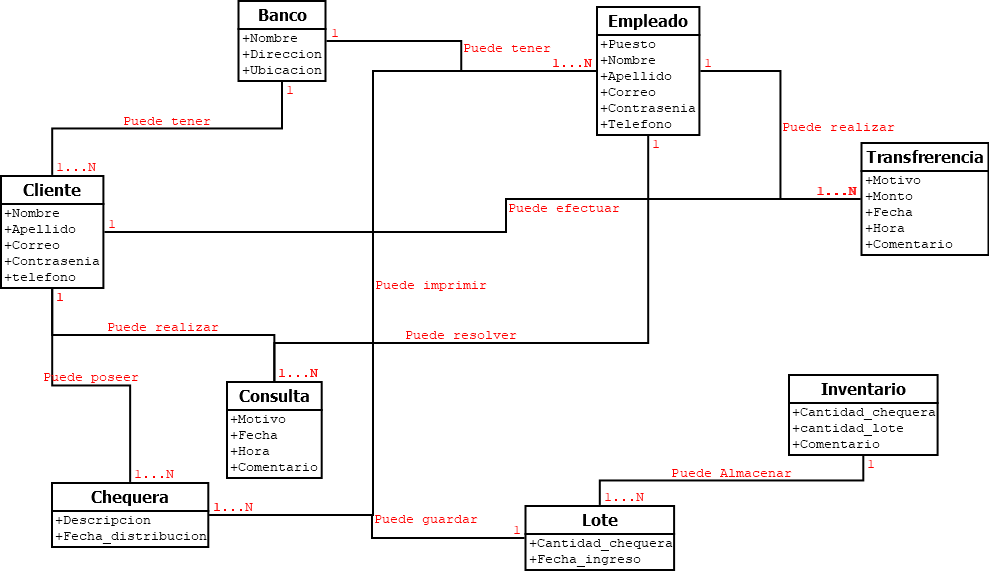 Banco
+Nombre
+Direccion
+Ubicacion
1
1
Puede tener
Empleado
+Puesto
+Nombre
+Apellido
+Correo
+Contrasenia
+Telefono
1...N
1
1
Puede realizar
Puede tener
1...N
Transfrerencia
+Motivo
+Monto
+Fecha
+Hora
+Comentario
1...N
Cliente
+Nombre
+Apellido
+Correo
+Contrasenia
+telefono
1
1
Puede efectuar
Puede imprimir
Puede realizar
Puede resolver
1...N
Puede poseer
Consulta
+Motivo
+Fecha
+Hora
+Comentario
Inventario
+Cantidad_chequera
+cantidad_lote
+Comentario
1
Puede Almacenar
1...N
1...N
Chequera
+Descripcion
+Fecha_distribucion
1...N
Puede guardar
1
Lote
+Cantidad_chequera
+Fecha_ingreso